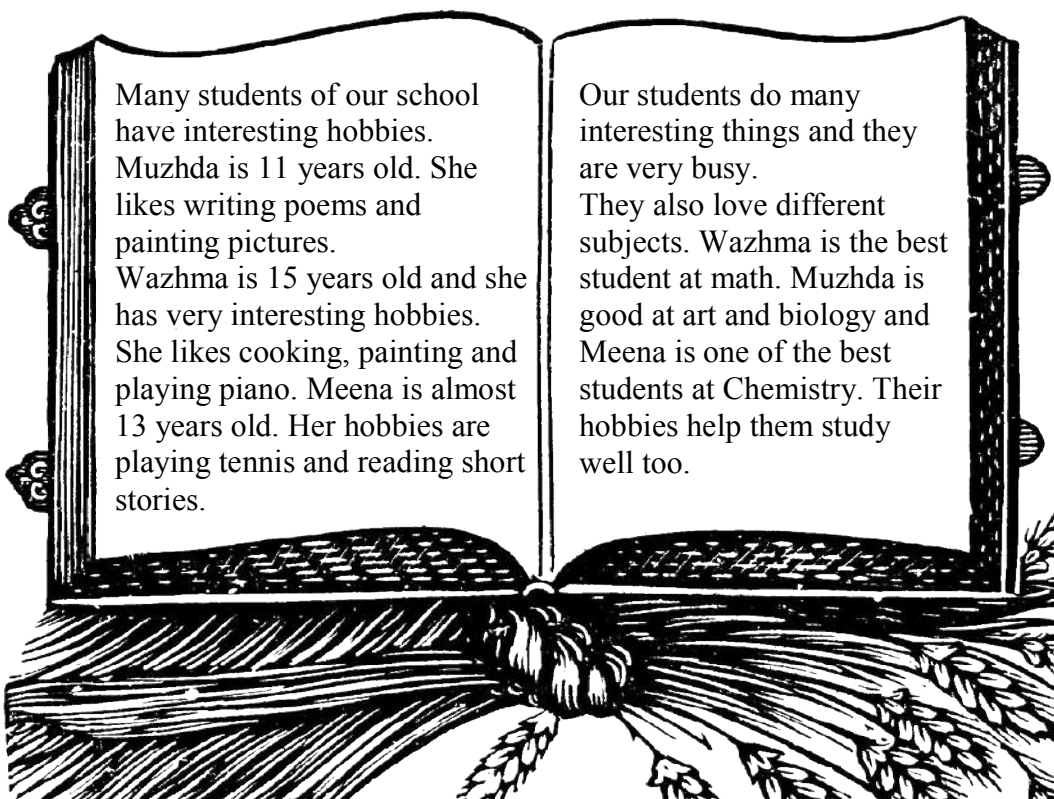 Many students of our school
have interesting hobbies.
Muzhda is 11 years old. She
likes writing poems and
painting pictures.
Wazhma is 15 years old and she
has very interesting hobbies.
She likes cooking, painting and
playing piano. Meena is almost
13 years old. Her hobbies are
playing tennis and reading short
stories.
Our students do many
interesting things and they
are very busy.
They also love different
subjects. Wazhma is the best
student at math. Muzhda is
good at art and biology and
Meena is one of the best
students at Chemistry. Their
hobbies help them study
well too.